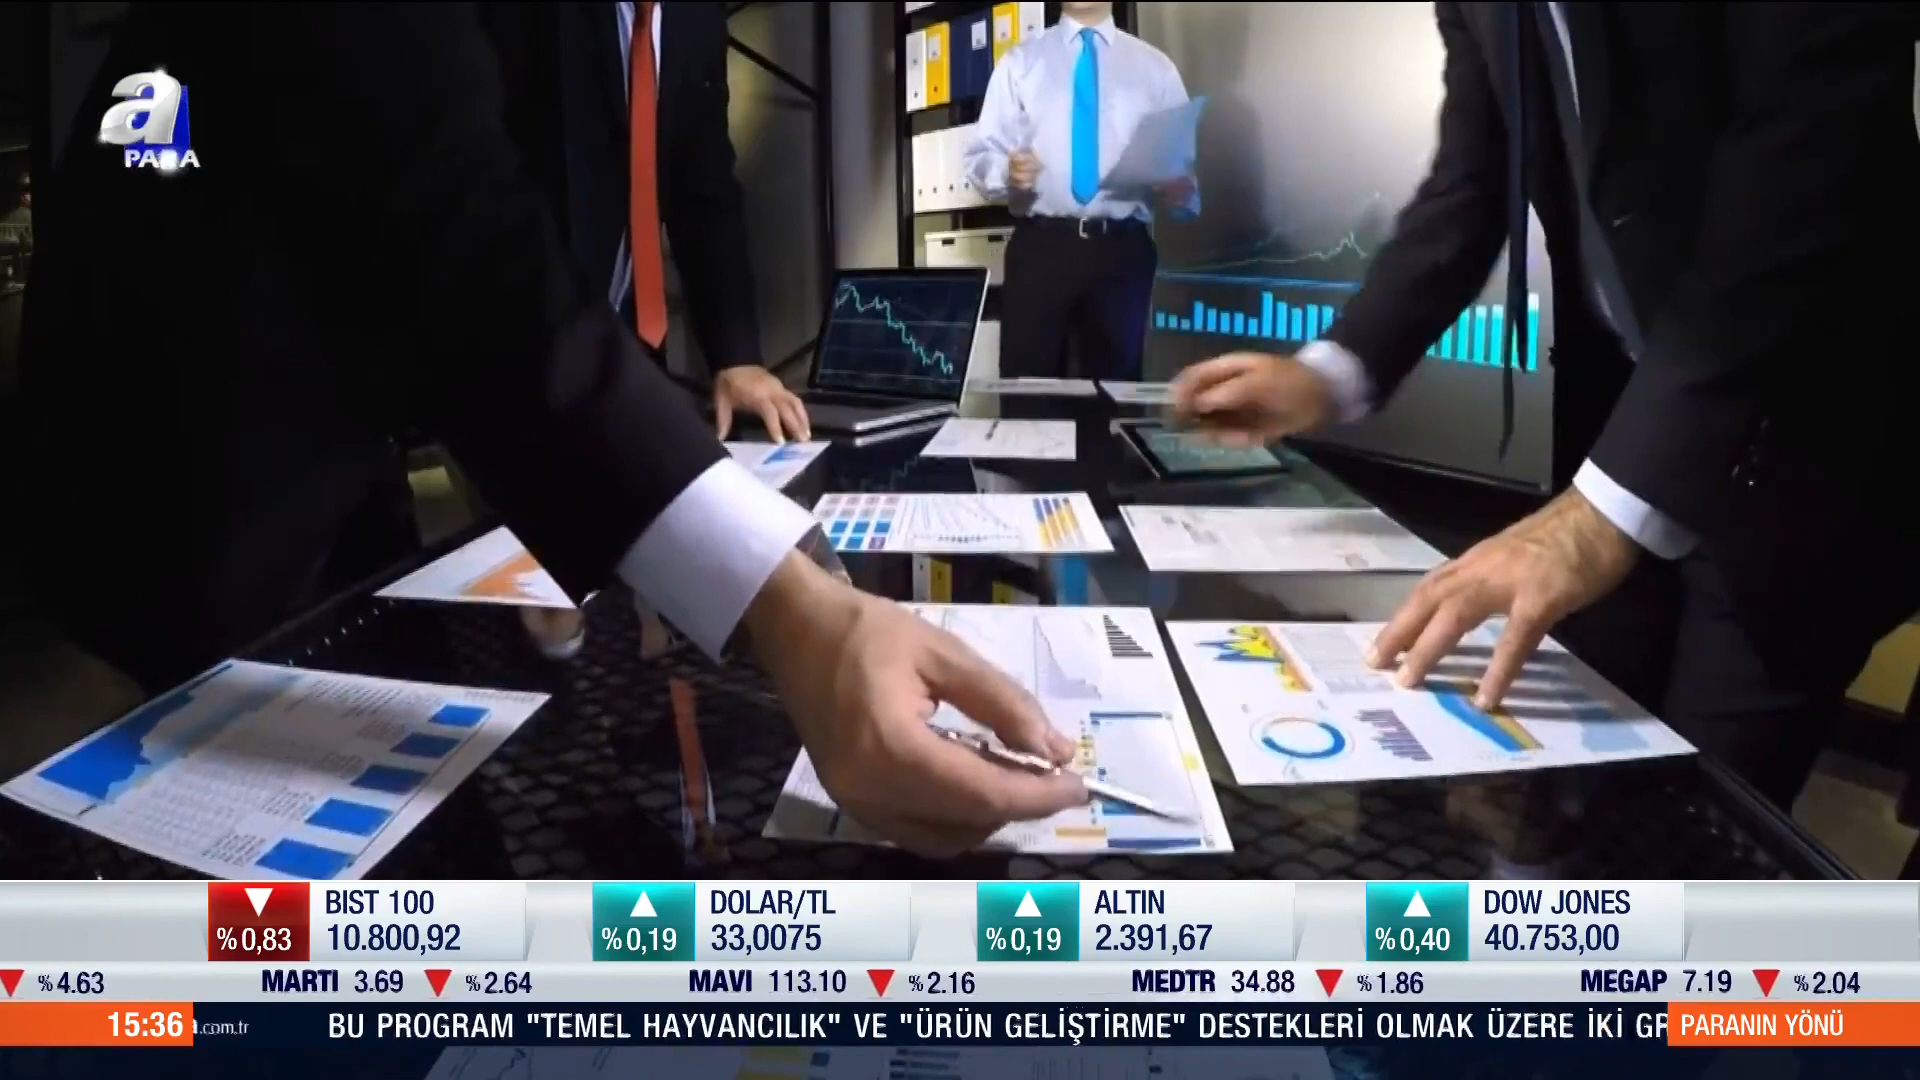 a
PARA
BIST 100
%0,83
10.800,92
DOLAR/TL
%0,19
33,0075
ALTIN
%0,19
2.391,67
DOW JONES
%0,40
40.753,00
%4.63 MARTI 3.69 %2.64 MAVI 113.10 %2.16 MEDTR 34.88 %1.86 MEGAP 7.19 %2.04
15:36 .com.tr BU PROGRAM "TEMEL HAYVANCILIK" VE "ÜRÜN GELİŞTİRME" DESTEKLERİ OLMAK ÜZERE İKİ GR PARANIN YÖNÜ